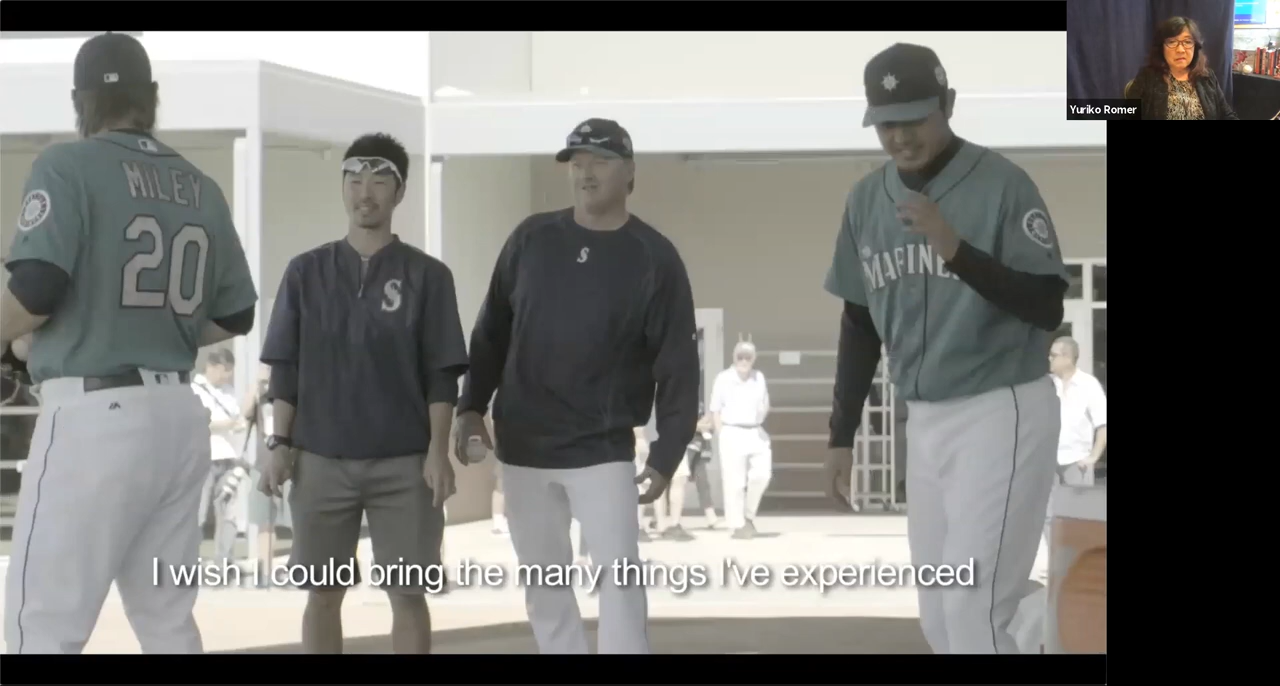 Yuriko Romer
MILEY
20
S
S
MARINE
I wish I could bring the many things I've experienced